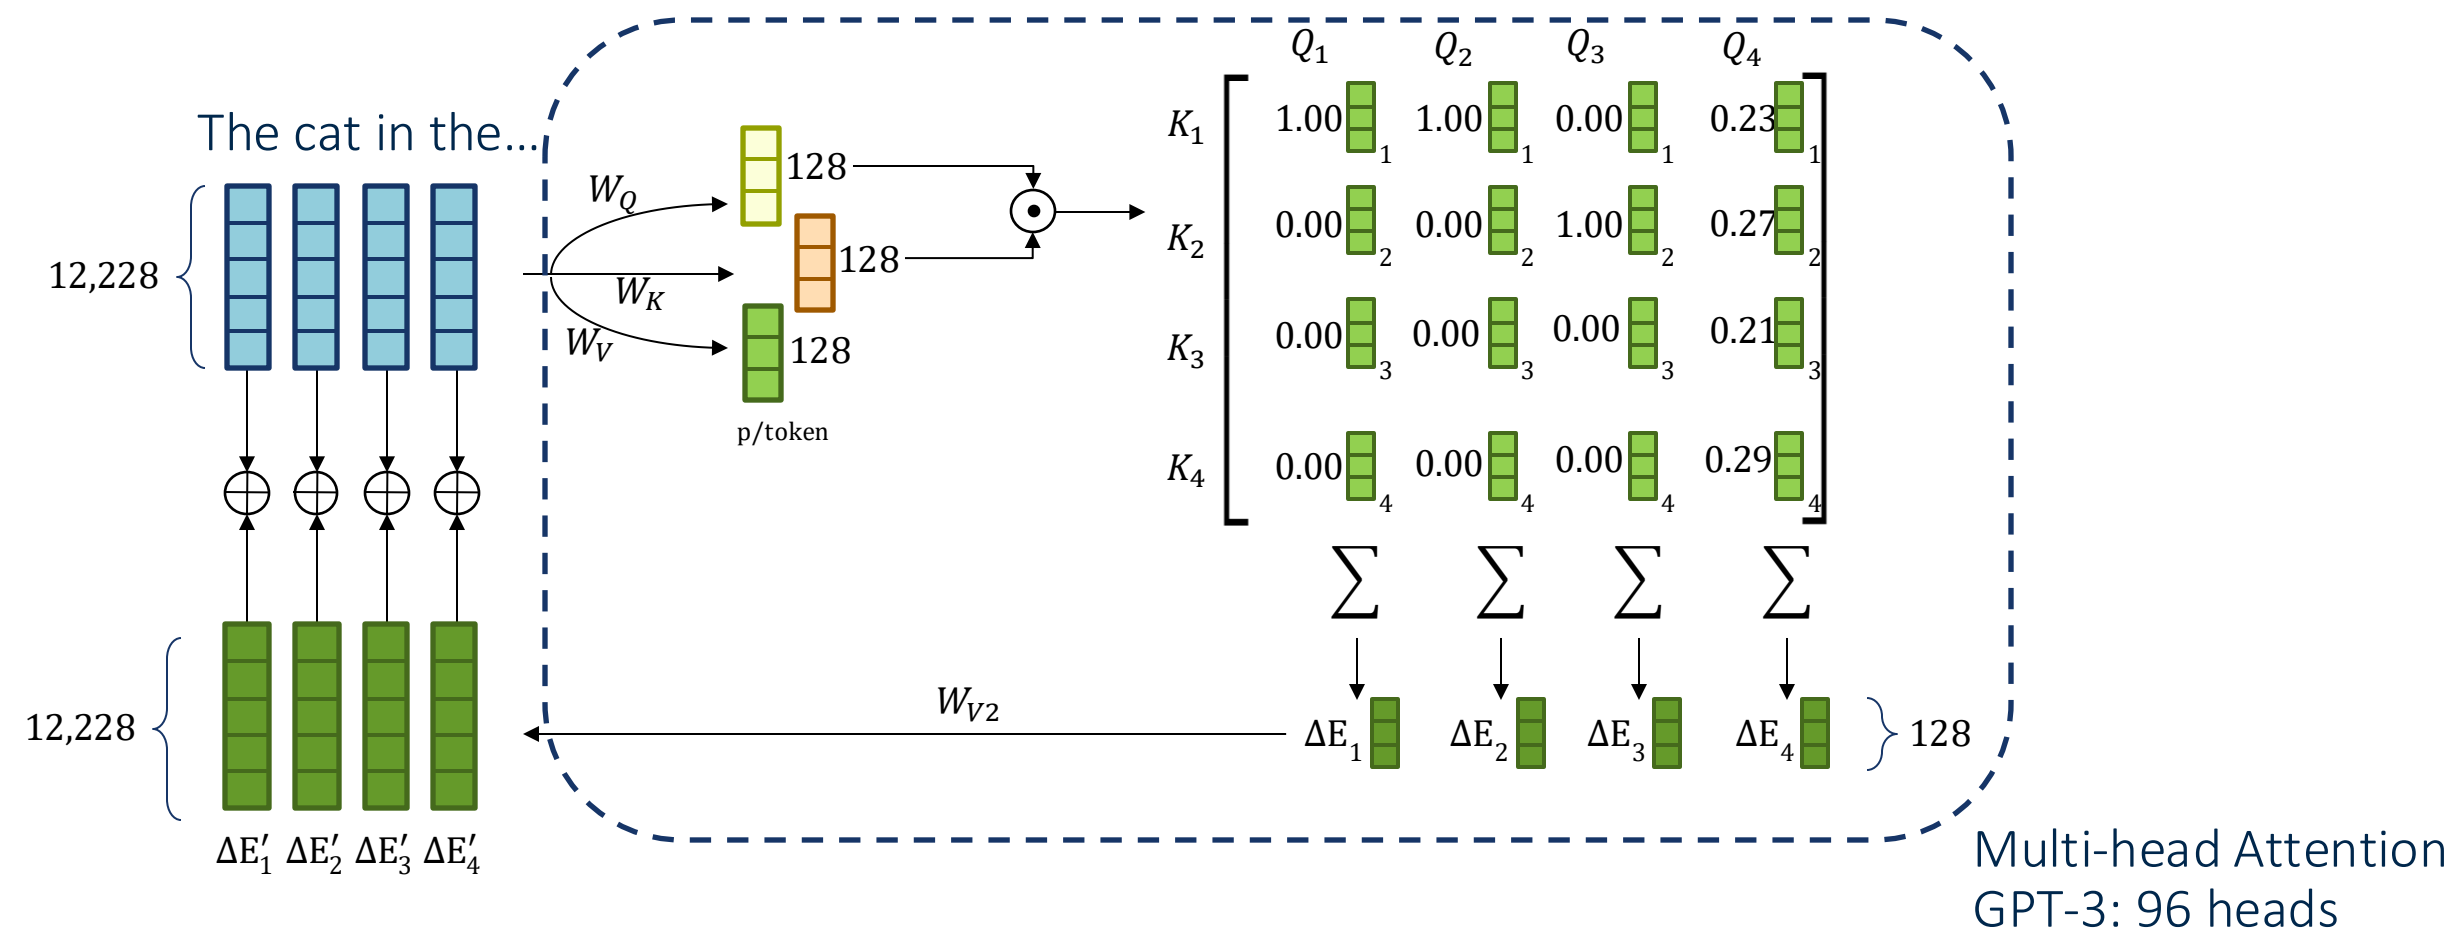 Q1 Q2 Q3 Q4
The cat in the...
K1 1.00 1 1.00 1 0.00 1 0.23 1
128
WQ
K2 0.00 2 0.00 2 1.00 2 0.27 2
12,228
128
WK
WV
128
K3 0.00 3 0.00 3 0.00 3 0.21 3
p/token
K4 0.00 4 0.00 4 0.00 4 0.29 4
∑ ∑ ∑ ∑
WV2
12,228
ΔE1 ΔE2 ΔE3 ΔE4 128
ΔE′1 ΔE′2 ΔE′3 ΔE′4
Multi-head Attention
GPT-3: 96 heads